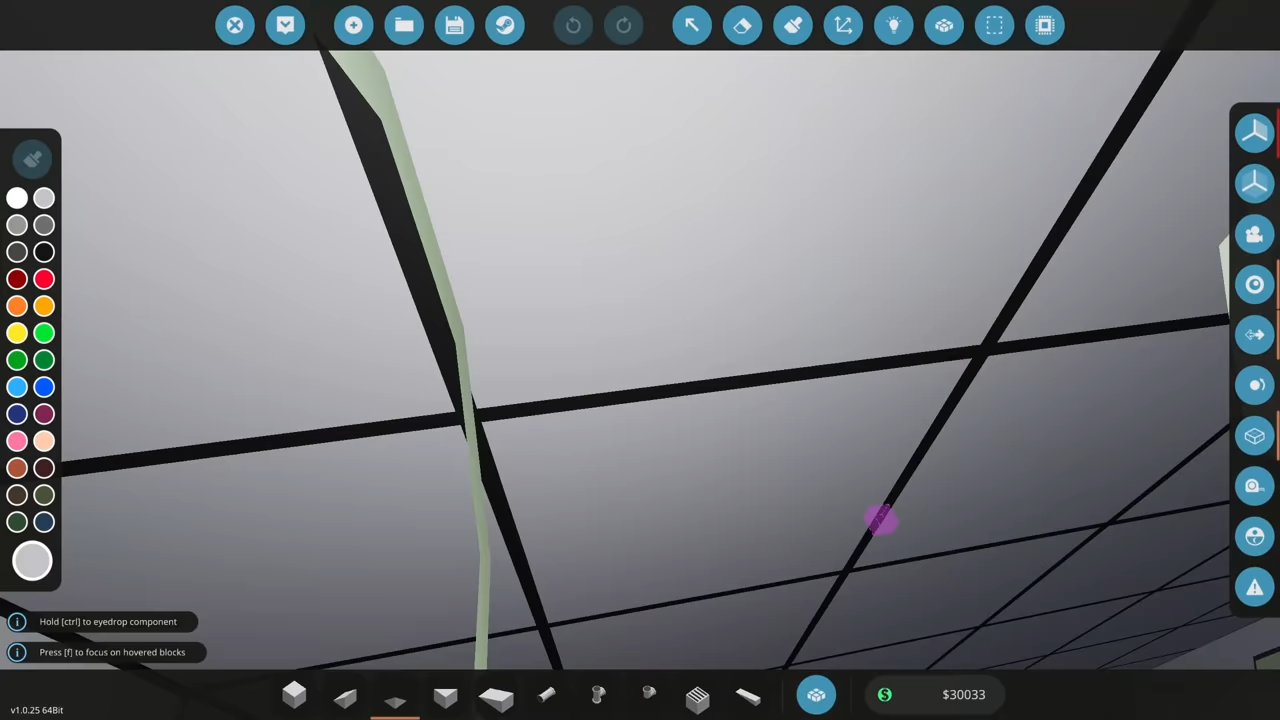 Hold [ctrl] to eyedrop component
Press [f] to focus on hovered blocks
v1.0.25 64Bit
$30033